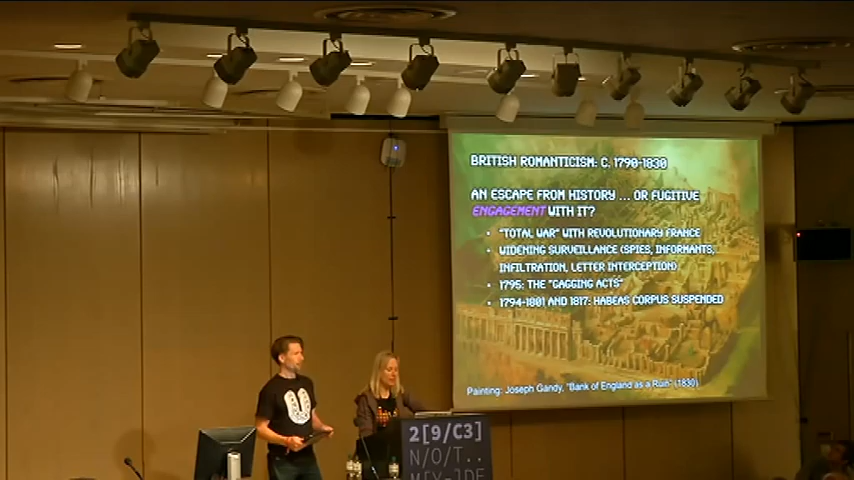 BRITISH ROMANTICISM: C. 1790-1830
AN ESCAPE FROM HISTORY ... OR FUGITIVE
ENGAGEMENT WITH IT?
• "TOTAL WAR" WITH REVOLUTIONARY FRANCE
• WIDENING SURVEILLANCE (SPIES, INFORMANTS,
INFILTRATION, LETTER INTERCEPTION)
• 1795: THE "GAGGING ACTS"
• 1794-1801 AND 1817: HABEAS CORPUS SUSPENDED
Painting: Joseph Gandy, "Bank of England as a Ruin" (1830)
2[9/C3]
N/O/T..